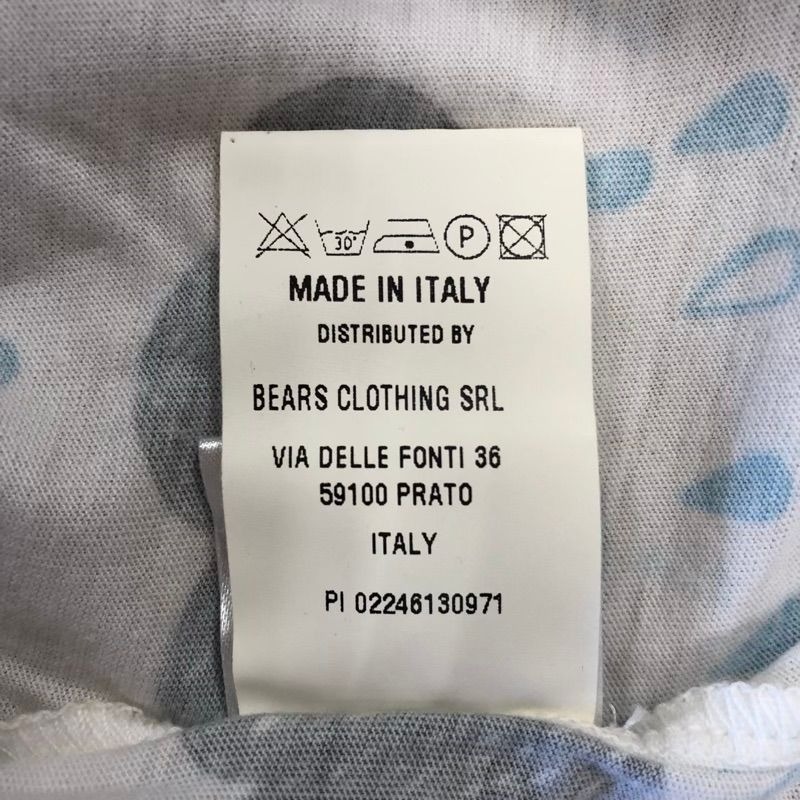 30°
P
MADE IN ITALY
DISTRIBUTED BY
BEARS CLOTHING SRL
VIA DELLE FONTI 36
59100 PRATO
ITALY
PI 02246130971